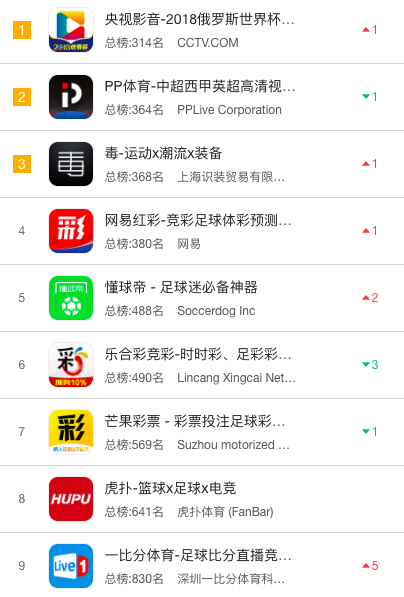 1
央视影音-2018俄罗斯世界杯…
总榜:314名 CCTV.COM
1
2
PP体育-中超西甲英超高清视…
总榜:364名 PPLive Corporation
1
3
毒
毒-运动x潮流x装备
总榜:368名 上海识装贸易有限…
1
4
彩
网易红彩-竞彩足球体彩预测…
总榜:380名 网易
1
5
懂球帝
懂球帝 - 足球迷必备神器
总榜:488名 Soccerdog Inc
2
6
彩
加购10%
乐合彩竞彩-时时彩、足彩彩…
总榜:490名 Lincang Xingcai Net…
3
7
彩
芒果彩票 - 彩票投注足球彩…
总榜:569名 Suzhou motorized …
1
8
HUPU
虎扑-篮球x足球x电竞
总榜:641名 虎扑体育 (FanBar)
9
Live1
一比分体育-足球比分直播竞…
总榜:830名 深圳一比分体育科…
5